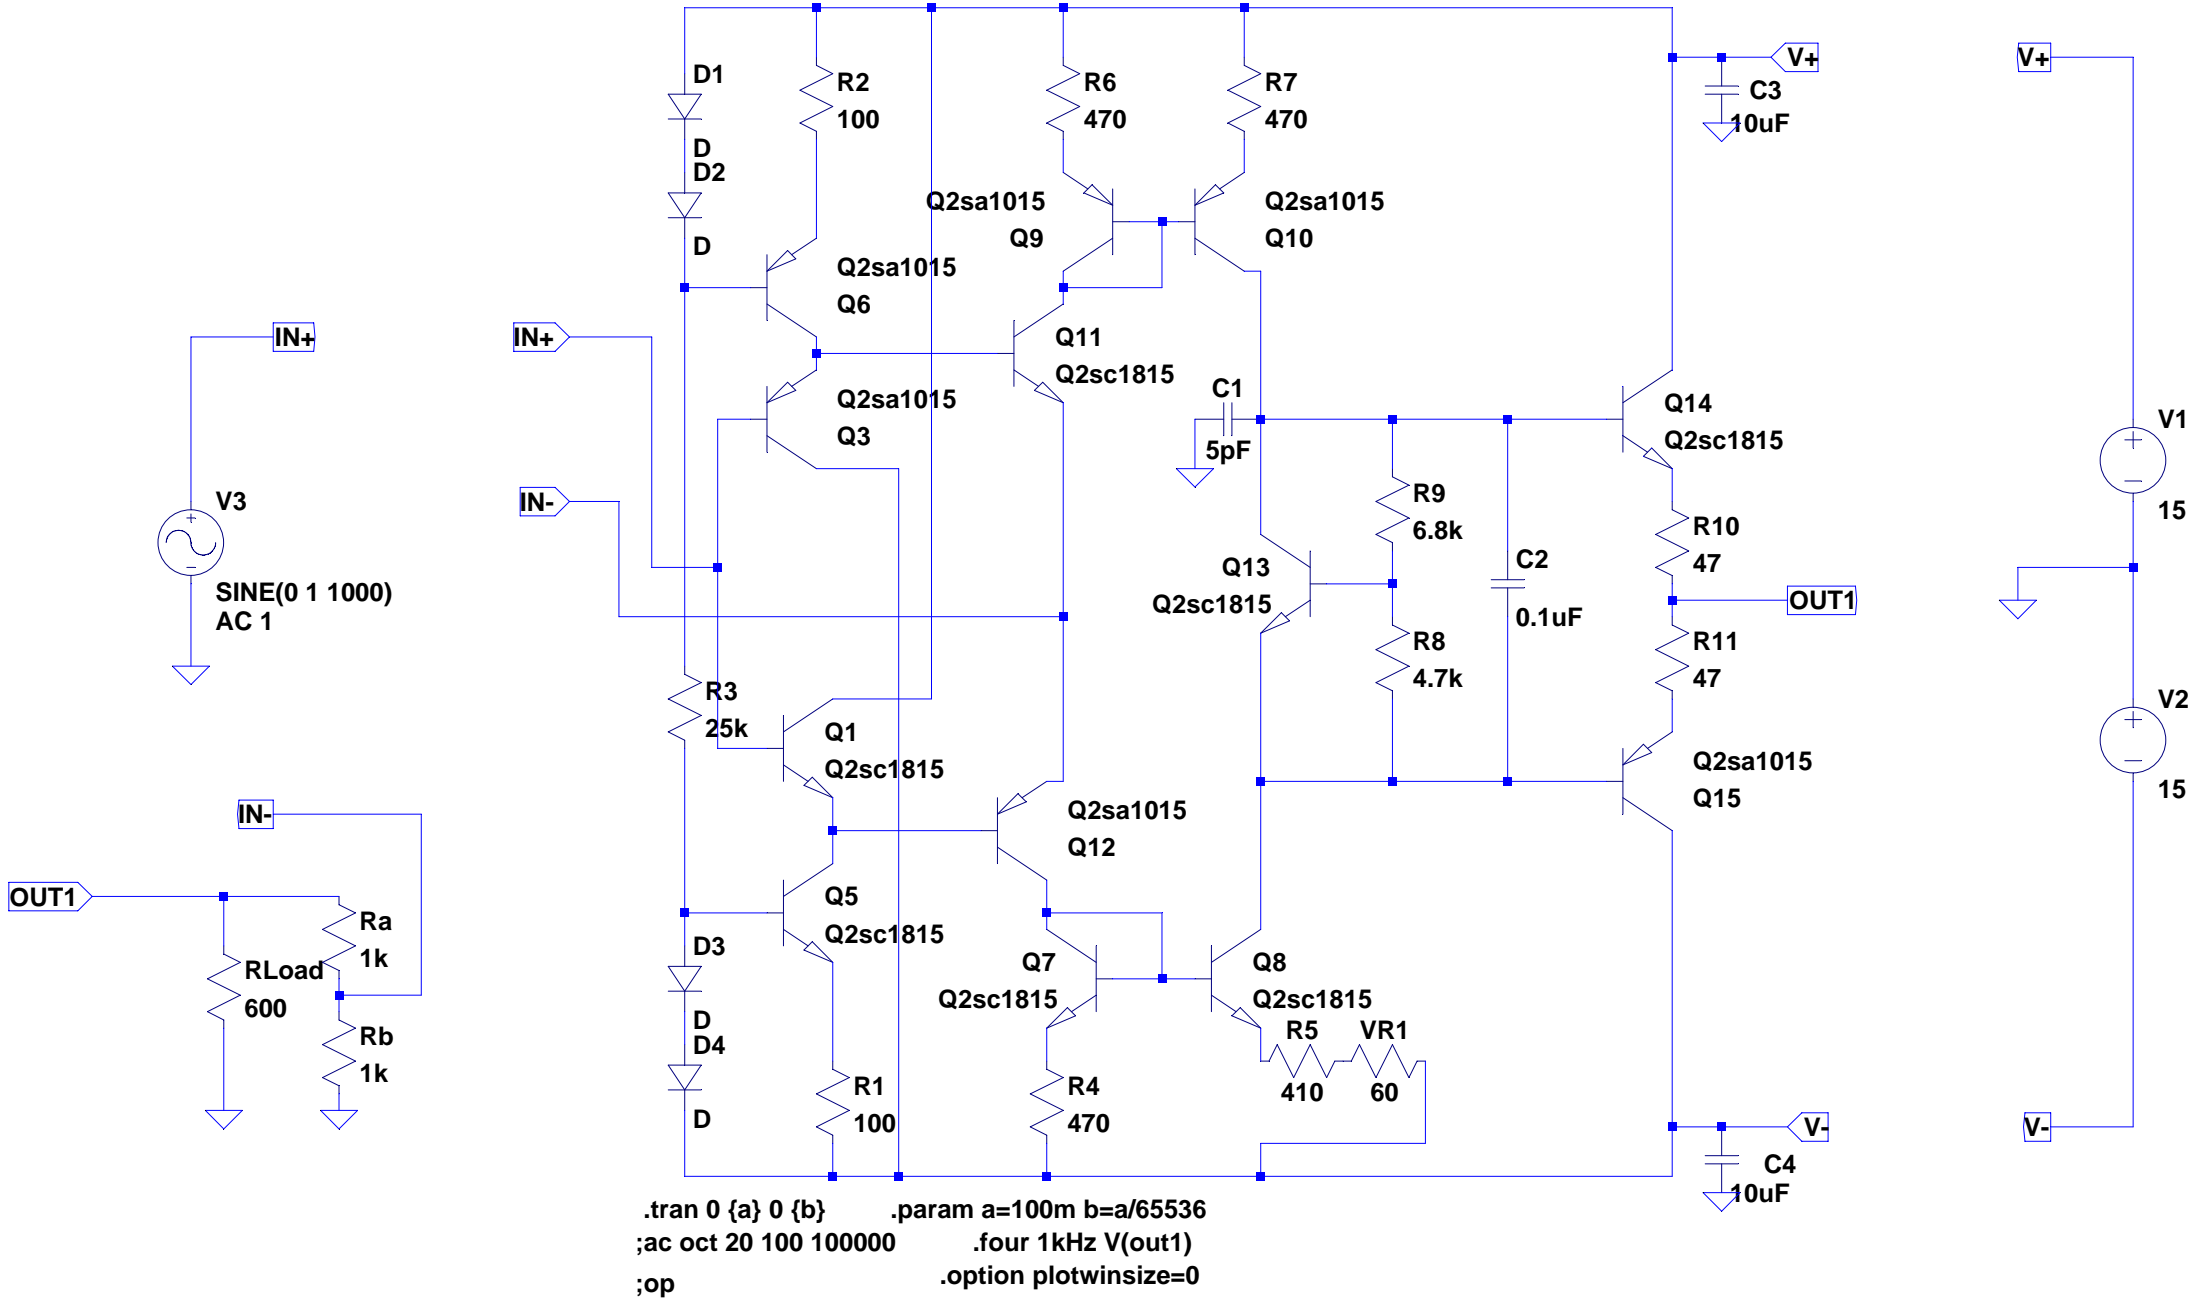 D1
D
D2
D
R2
100
R6
470
R7
470
V+
C3
10uF
V+
Q2sa1015
Q9
Q2sa1015
Q10
Q2sa1015
Q6
IN+
IN+
Q11
Q2sc1815
Q2sa1015
Q3
C1
5pF
Q14
Q2sc1815
V1
15
IN-
V3
SINE(0 1 1000)
AC 1
R9
6.8k
R10
47
Q13
Q2sc1815
C2
0.1uF
OUT1
R8
4.7k
R11
47
R3
25k
Q1
Q2sc1815
V2
15
Q2sa1015
Q15
IN-
Q2sa1015
Q12
OUT1
Ra
1k
RLoad
600
Rb
1k
Q5
Q2sc1815
D3
D
D4
D
Q7
Q2sc1815
Q8
Q2sc1815
R5
410
VR1
60
R1
100
R4
470
V-
C4
10uF
V-
.tran 0 {a} 0 {b}
.param a=100m b=a/65536
;ac oct 20 100 100000
.four 1kHz V(out1)
;op
.option plotwinsize=0